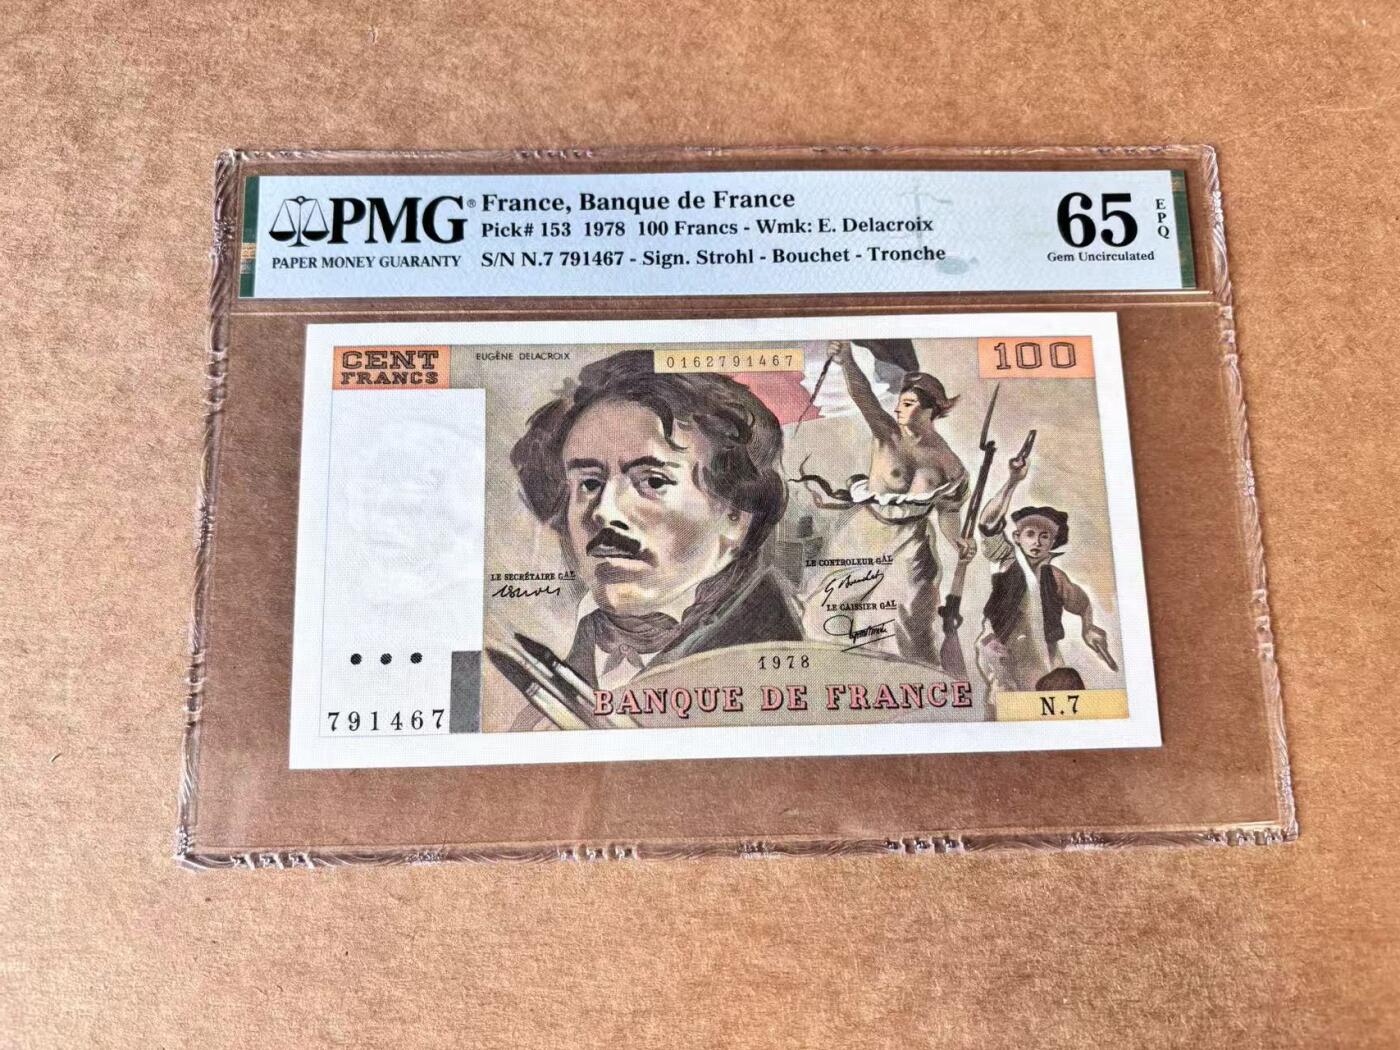 PMG®
PAPER MONEY GUARANTY
France, Banque de France
Pick# 153 1978 100 Francs - Wmk: E. Delacroix
S/N N.7 791467 - Sign. Strohl - Bouchet - Tronche
65
EPQ
Gem Uncirculated
CENT
FRANCS
EUGÈNE DELACROIX
0162791467
100
LE SECRÉTAIRE GAL
LE CONTROLEUR GAL
LE CAISSIER GAL
1978
BANQUE DE FRANCE
791467
N.7